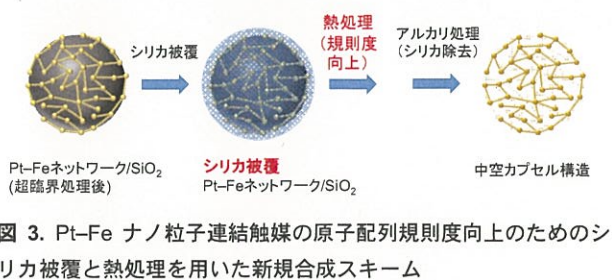 シリカ被覆
熱処理
(規則度
向上)
アルカリ処理
(シリカ除去)
Pt–Feネットワーク/SiO₂
(超臨界処理後)
シリカ被覆
Pt–Feネットワーク/SiO₂
中空カプセル構造
図 3. Pt–Fe ナノ粒子連結触媒の原子配列規則度向上のためのシ
リカ被覆と熱処理を用いた新規合成スキーム